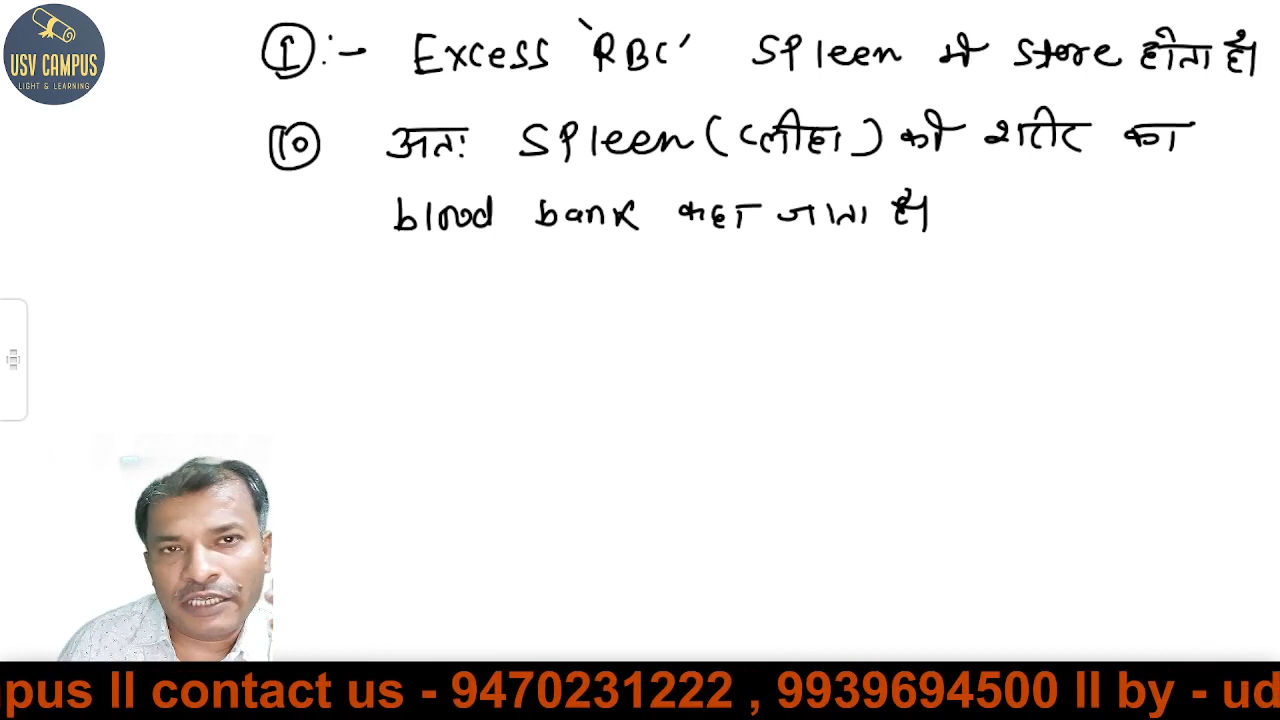 USV CAMPUS
LIGHT & LEARNING
I :- Excess 'RBC' Spleen में store होता है।
10 अतः Spleen (प्लीहा) को शरीर का
blood bank कहा जाता है।
pus ll contact us - 9470231222 , 9939694500 ll by - ud